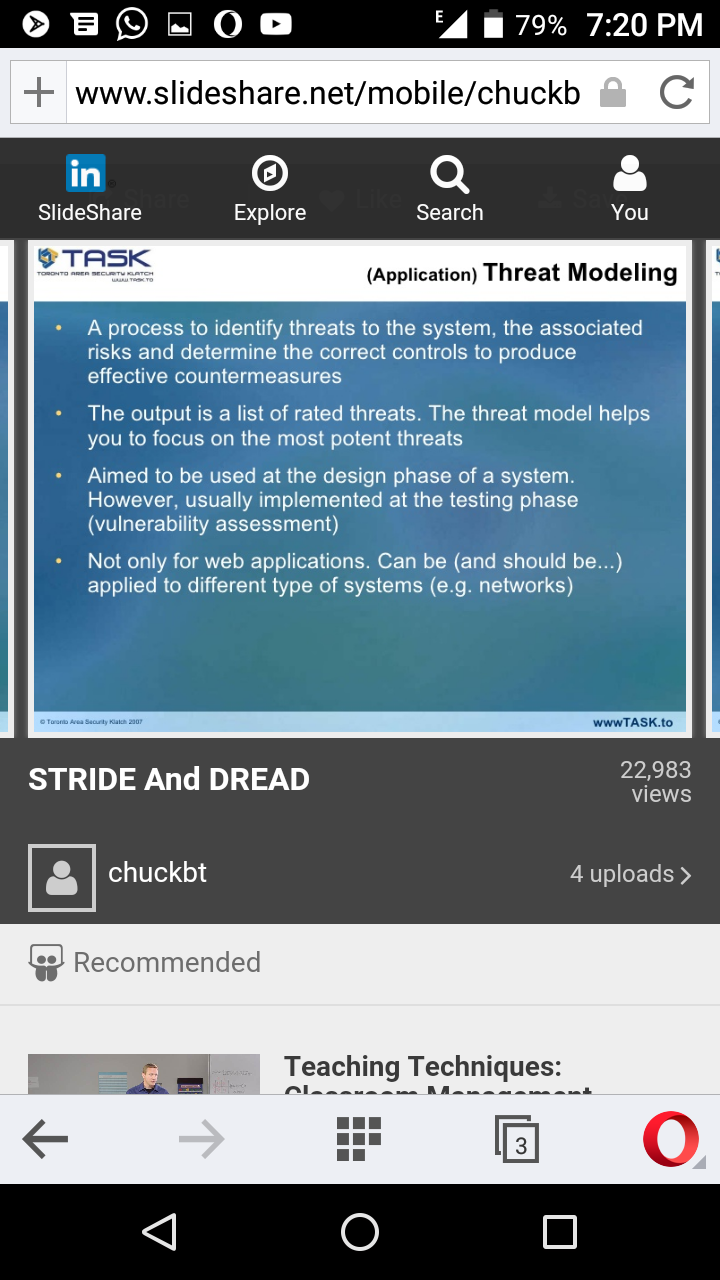 E 79% 7:20 PM
www.slideshare.net/mobile/chuckb
Share Like Sa
in
SlideShare Explore Search You
TASK
TORONTO AREA SECURITY KLATCH
www.TASK.TO
(Application) Threat Modeling
• A process to identify threats to the system, the associated
risks and determine the correct controls to produce
effective countermeasures
• The output is a list of rated threats. The threat model helps
you to focus on the most potent threats
• Aimed to be used at the design phase of a system.
However, usually implemented at the testing phase
(vulnerability assessment)
• Not only for web applications. Can be (and should be...)
applied to different type of systems (e.g. networks)
© Toronto Area Security Klatch 2007
wwwTASK.to
STRIDE And DREAD
22,983
views
chuckbt
4 uploads
Recommended
Teaching Techniques:
Classroom Management
3